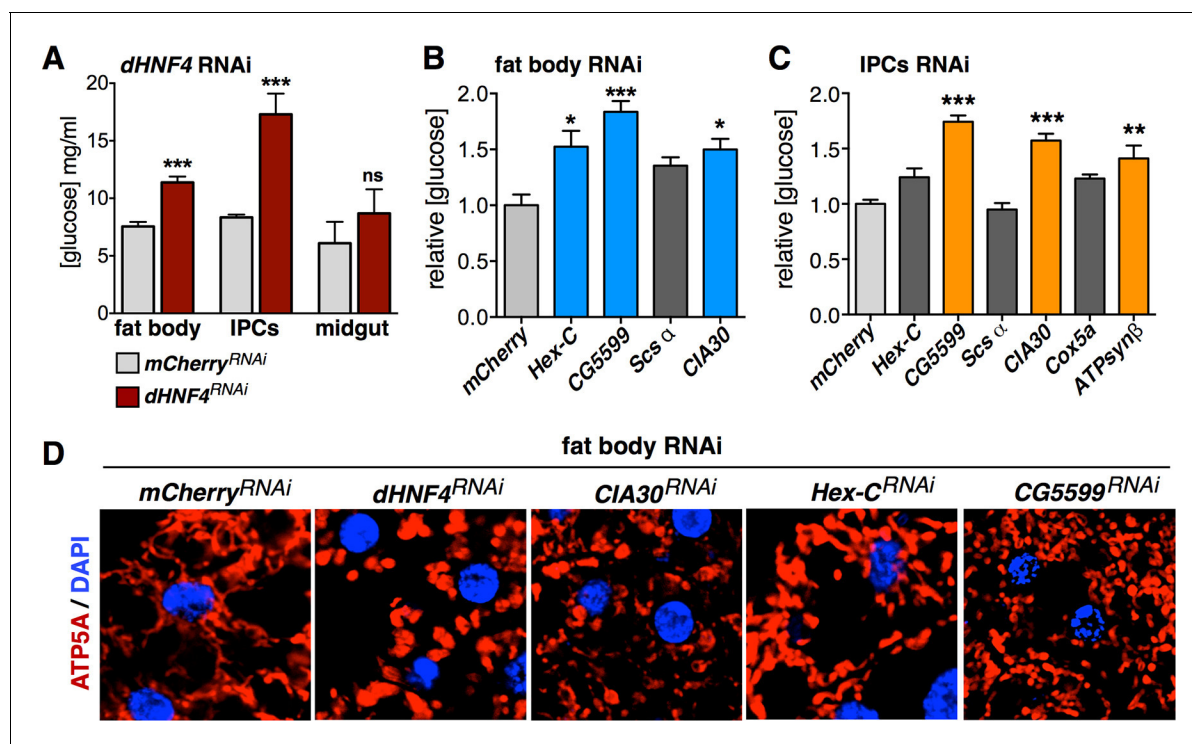 A
dHNF4 RNAi
[glucose] mg/ml
20
15
10
5
0
***
***
ns
fat body
IPCs
midgut
mCherryRNAi
dHNF4RNAi
B
fat body RNAi
relative [glucose]
2.0
1.5
1.0
0.5
0.0
*
***
*
mCherry
Hex-C
CG5599
Scs α
CIA30
C
IPCs RNAi
relative [glucose]
2.0
1.5
1.0
0.5
0.0
***
***
**
mCherry
Hex-C
CG5599
Scs α
CIA30
Cox5a
ATPsynβ
D
fat body RNAi
mCherryRNAi
dHNF4RNAi
CIA30RNAi
Hex-CRNAi
CG5599RNAi
ATP5A / DAPI